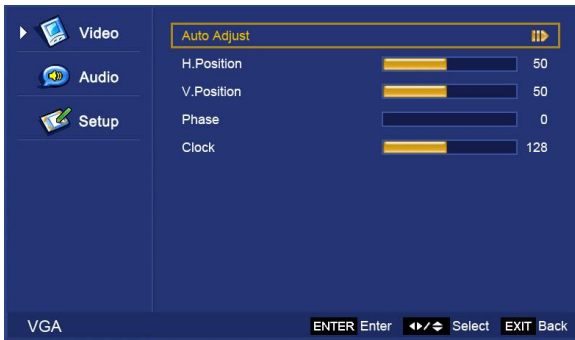 Video
Audio
Setup
Auto Adjust
H.Position 50
V.Position 50
Phase 0
Clock 128
VGA ENTER Enter Select EXIT Back